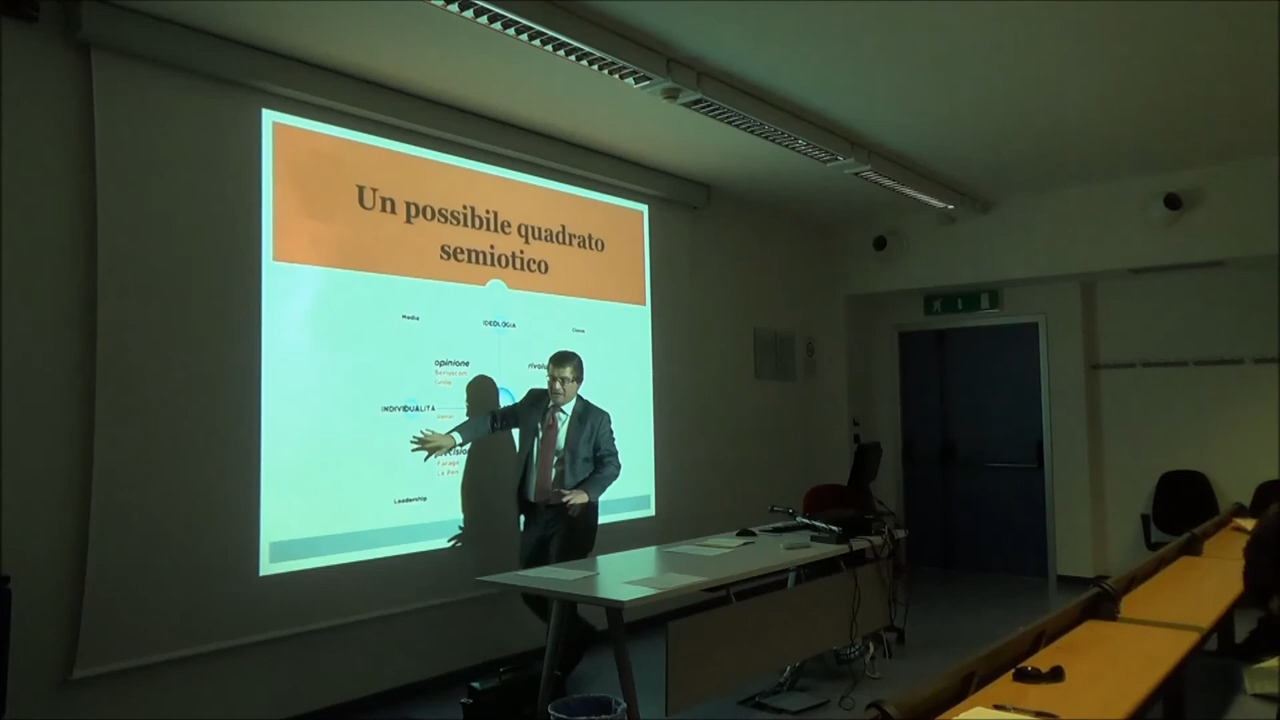 Un possibile quadrato
semiotico
Media
IDEOLOGIA
Classe
opinione
INDIVIDUALITÀ
Farage
Le Pen
Leadership